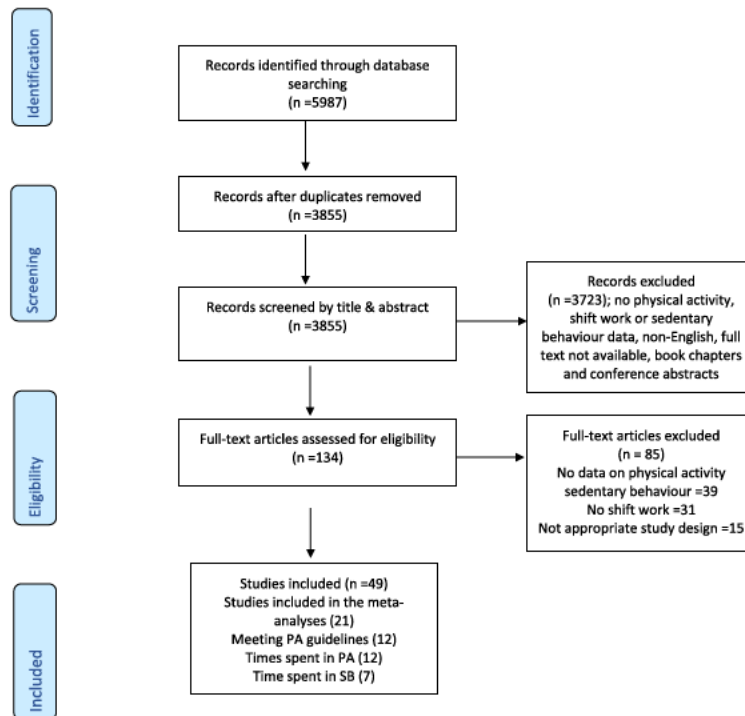 Identification
Records identified through database
searching
(n =5987)
Screening
Records after duplicates removed
(n =3855)
Records screened by title & abstract
(n =3855)
Records excluded
(n =3723); no physical activity,
shift work or sedentary
behaviour data, non-English, full
text not available, book chapters
and conference abstracts
Eligibility
Full-text articles assessed for eligibility
(n =134)
Full-text articles excluded
(n = 85)
No data on physical activity
sedentary behaviour =39
No shift work =31
Not appropriate study design =15
Included
Studies included (n =49)
Studies included in the meta-
analyses (21)
Meeting PA guidelines (12)
Times spent in PA (12)
Time spent in SB (7)